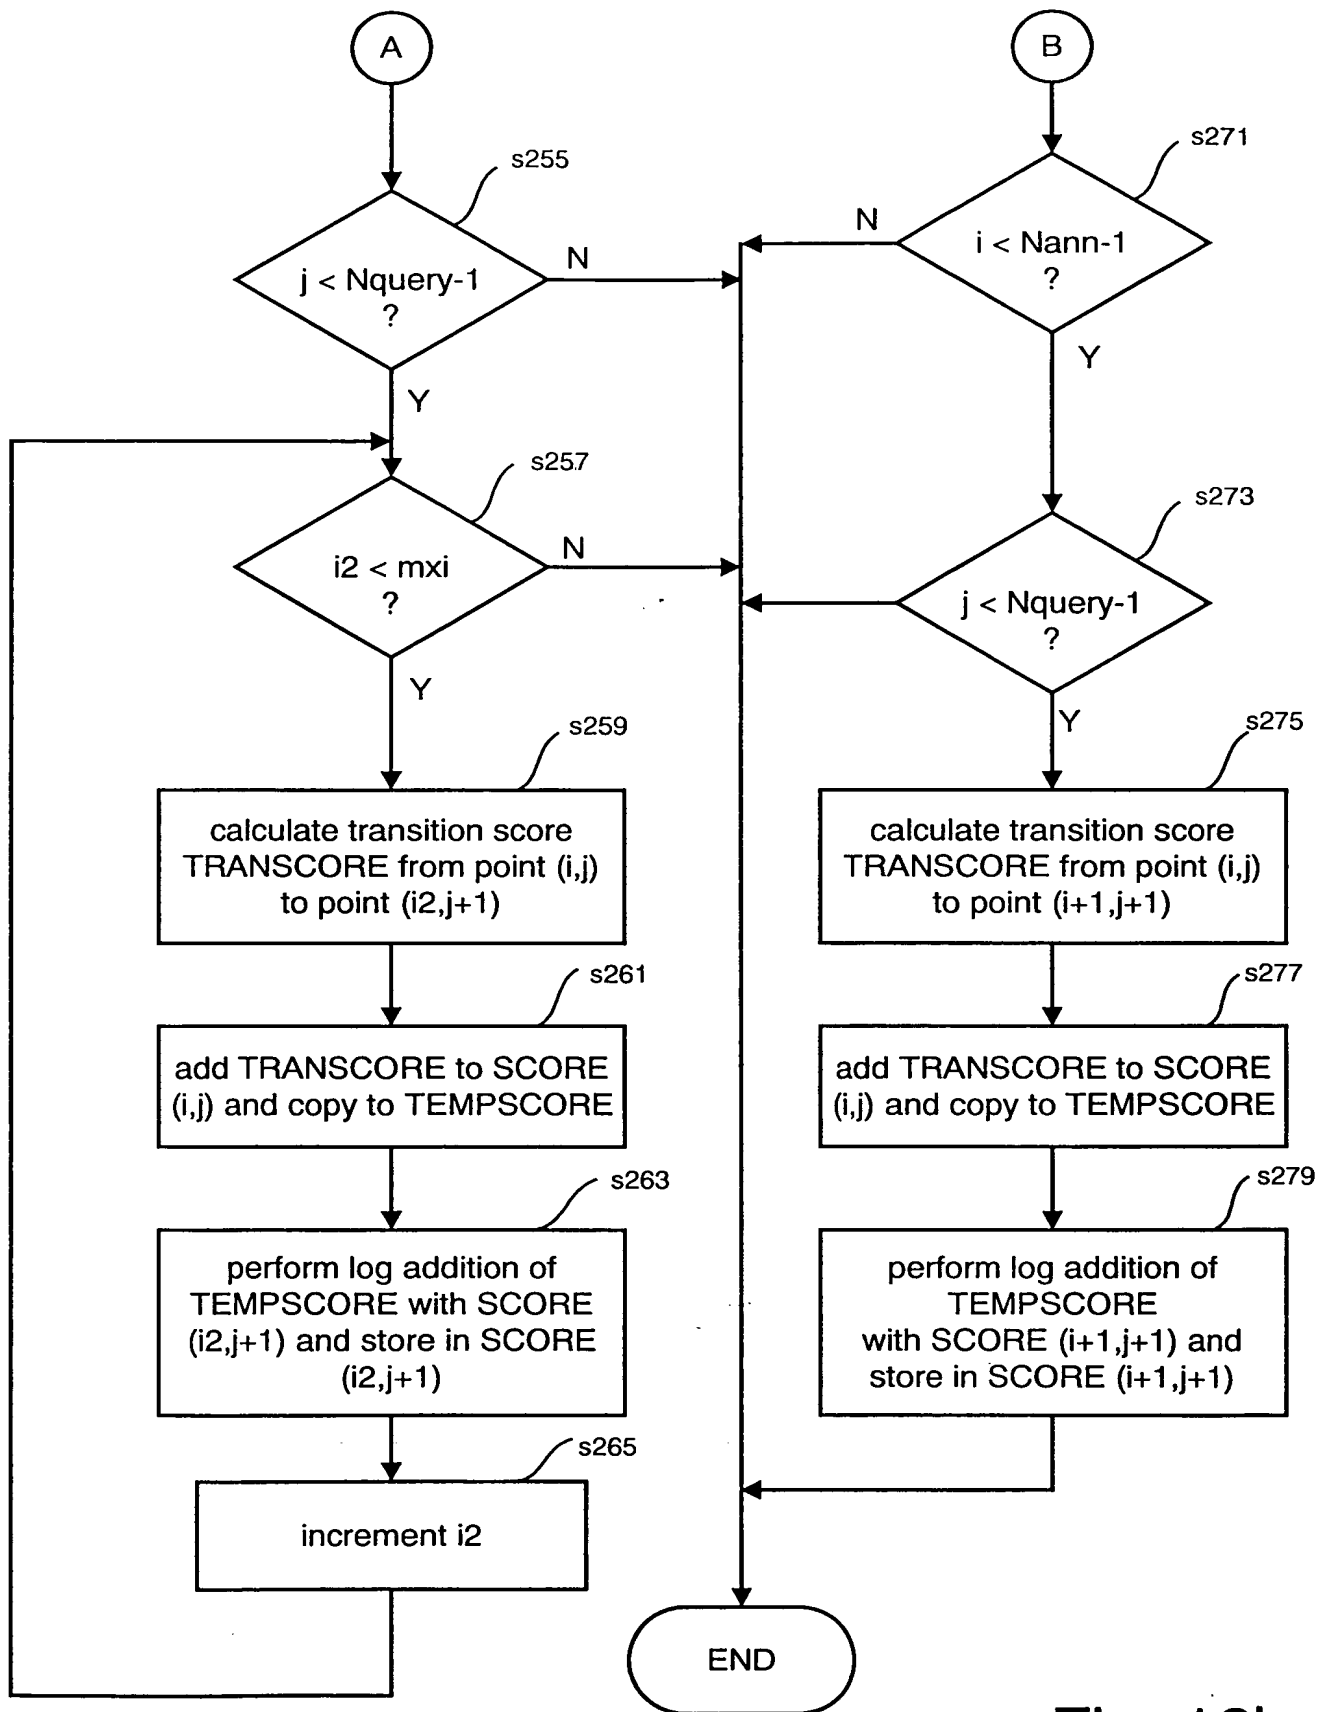 A
s255
j < Nquery-1
?
N
Y
s257
i2 < mxi
?
N
Y
s259
calculate transition score
TRANSCORE from point (i,j)
to point (i2,j+1)
s261
add TRANSCORE to SCORE
(i,j) and copy to TEMPSCORE
s263
perform log addition of
TEMPSCORE with SCORE
(i2,j+1) and store in SCORE
(i2,j+1)
s265
increment i2
B
s271
i < Nann-1
?
N
Y
s273
j < Nquery-1
?
Y
s275
calculate transition score
TRANSCORE from point (i,j)
to point (i+1,j+1)
s277
add TRANSCORE to SCORE
(i,j) and copy to TEMPSCORE
s279
perform log addition of
TEMPSCORE
with SCORE (i+1,j+1) and
store in SCORE (i+1,j+1)
END